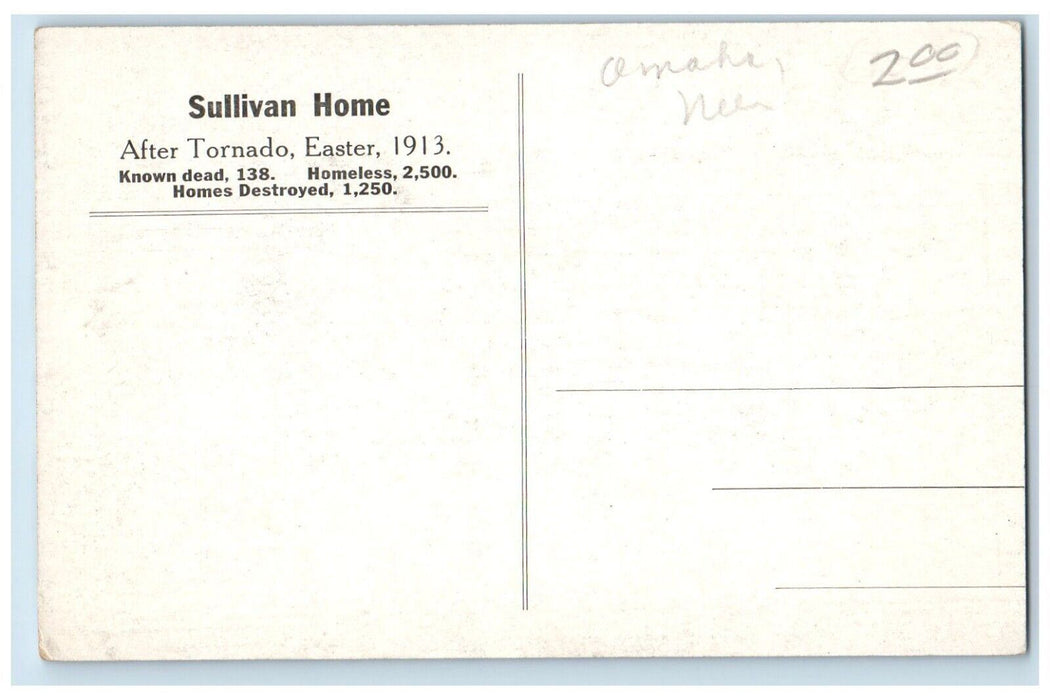 Sullivan Home
After Tornado, Easter, 1913.
Known dead, 138. Homeless, 2,500.
Homes Destroyed, 1,250.
Omaha,
2.00